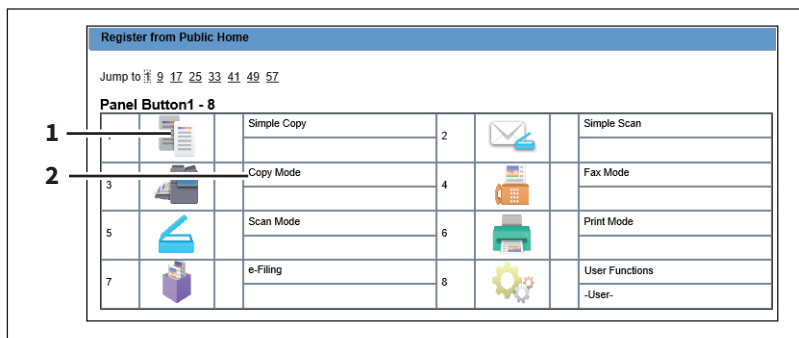 Register from Public Home
Jump to 1 9 17 25 33 41 49 57
Panel Button1 - 8
1
Simple Copy
2
Simple Scan
2
3
Copy Mode
4
Fax Mode
5
Scan Mode
6
Print Mode
7
e-Filing
8
User Functions
-User-